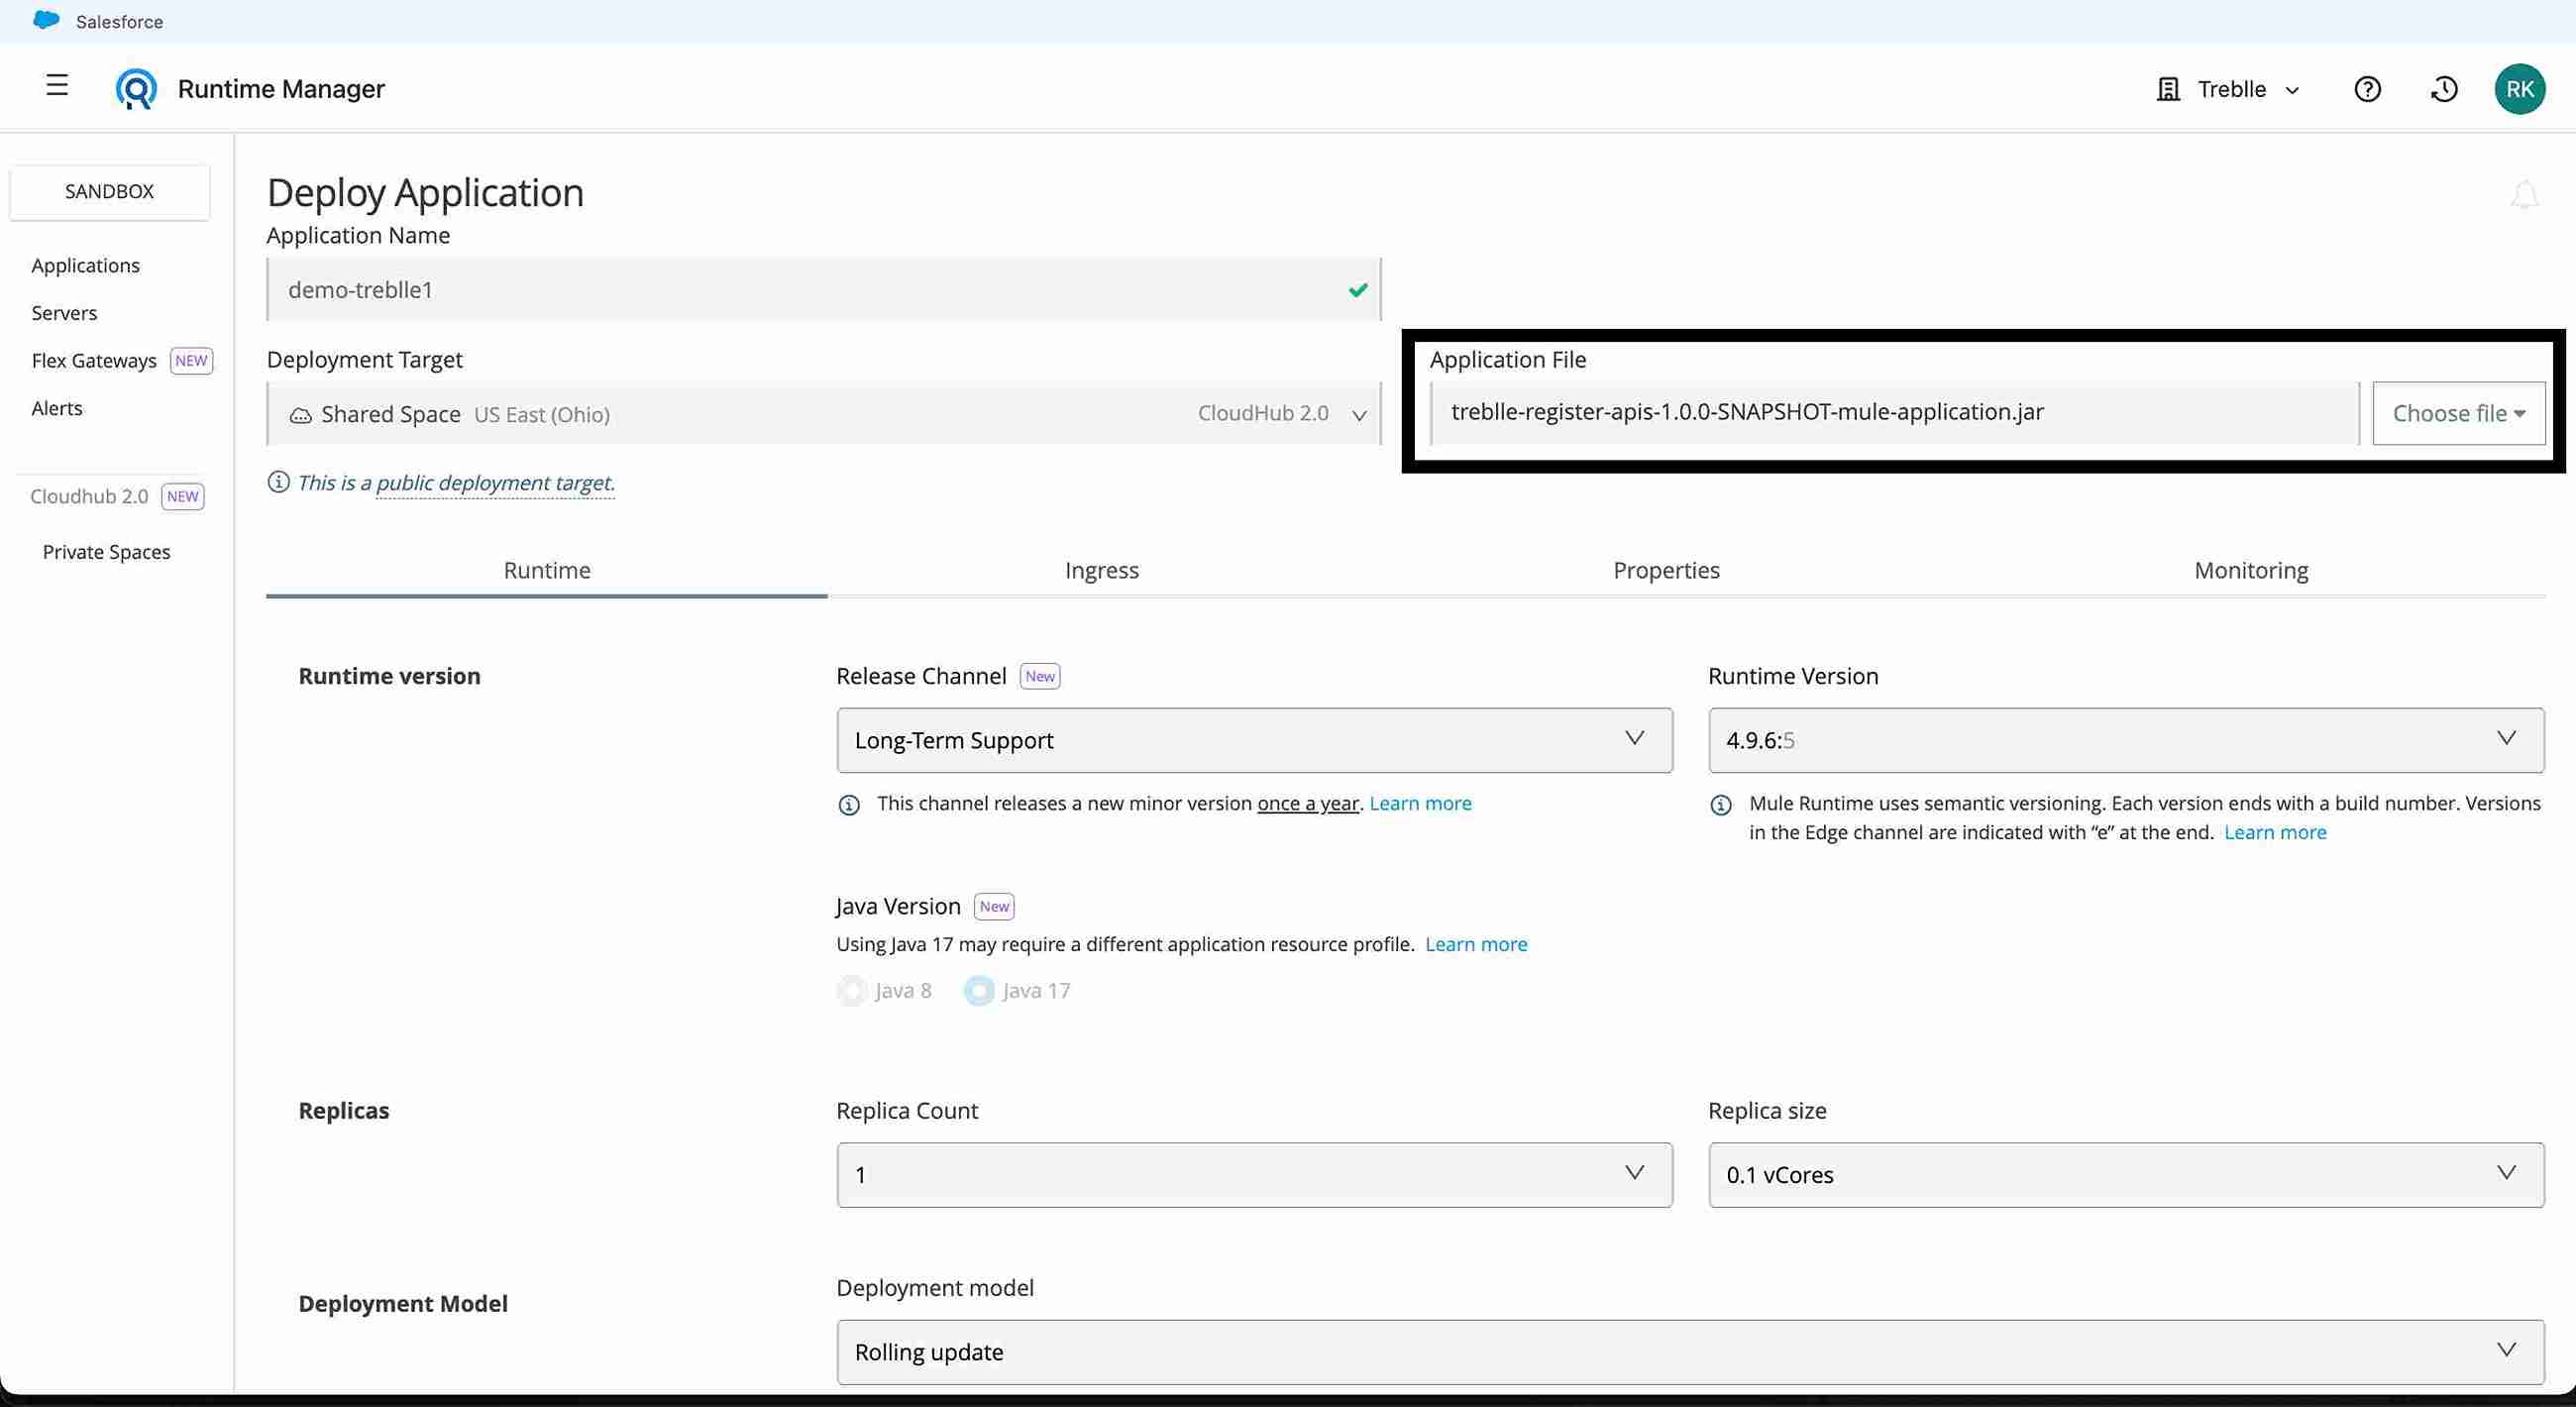 Salesforce
Runtime Manager
Treblle
RK
SANDBOX
Applications
Servers
Flex Gateways NEW
Alerts
Cloudhub 2.0 NEW
Private Spaces
Deploy Application
Application Name
demo-treblle1
Deployment Target
Shared Space US East (Ohio) CloudHub 2.0
This is a public deployment target.
Application File
treblle-register-apis-1.0.0-SNAPSHOT-mule-application.jar
Choose file
Runtime Ingress Properties Monitoring
Runtime version
Release Channel New
Long-Term Support
This channel releases a new minor version once a year. Learn more
Runtime Version
4.9.6:5
Mule Runtime uses semantic versioning. Each version ends with a build number. Versions
in the Edge channel are indicated with “e” at the end. Learn more
Java Version New
Using Java 17 may require a different application resource profile. Learn more
Java 8 Java 17
Replicas
Replica Count
1
Replica size
0.1 vCores
Deployment Model
Deployment model
Rolling update